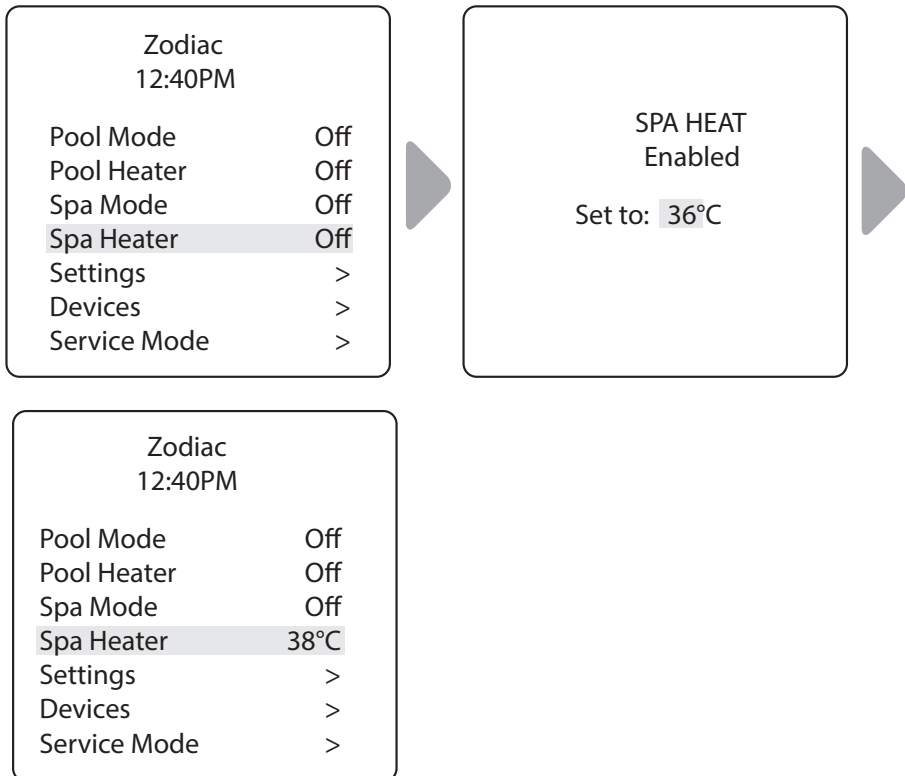 Zodiac
12:40PM
Pool Mode Off
Pool Heater Off
Spa Mode Off
Spa Heater Off
Settings >
Devices >
Service Mode >
SPA HEAT
Enabled
Set to: 36°C
Zodiac
12:40PM
Pool Mode Off
Pool Heater Off
Spa Mode Off
Spa Heater 38°C
Settings >
Devices >
Service Mode >